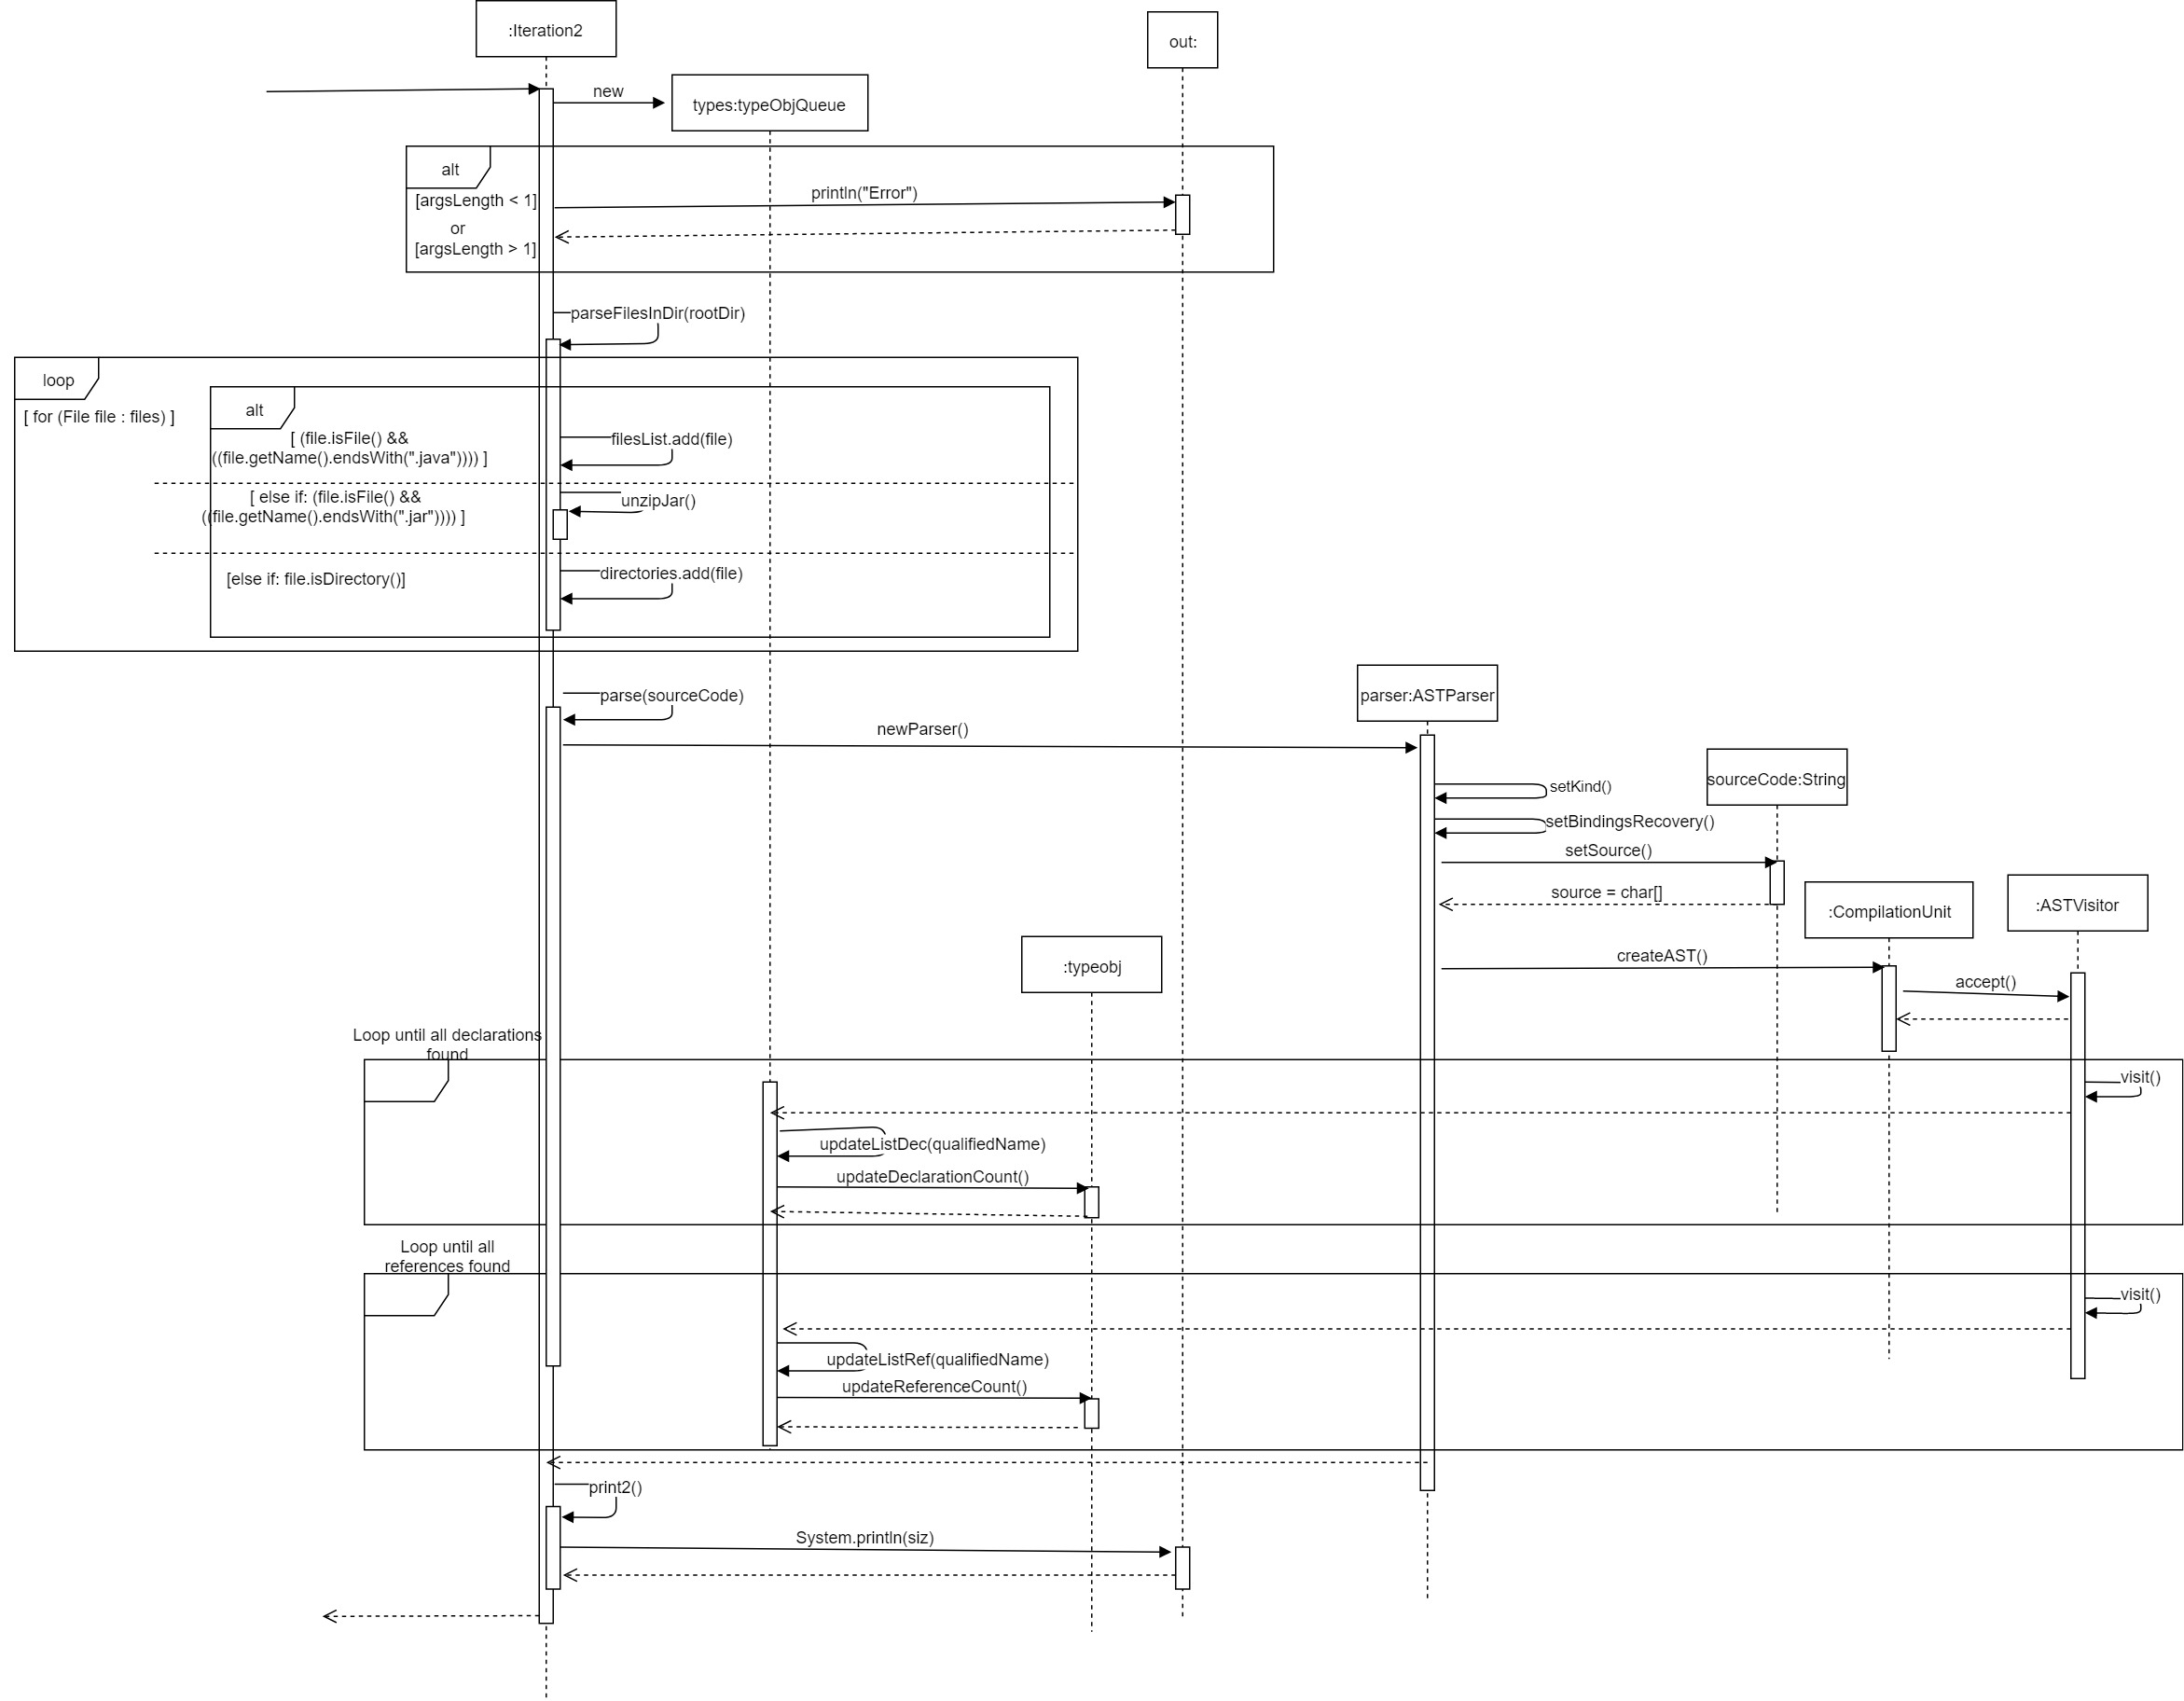 :Iteration2
out:
new
types:typeObjQueue
alt
println("Error")
[argsLength < 1]
or
[argsLength > 1]
parseFilesInDir(rootDir)
loop
[ for (File file : files) ]
alt
[ (file.isFile() &&
((file.getName().endsWith(".java")))) ]
filesList.add(file)
[ else if: (file.isFile() &&
((file.getName().endsWith(".jar")))) ]
unzipJar()
[else if: file.isDirectory()]
directories.add(file)
parse(sourceCode)
parser:ASTParser
newParser()
sourceCode:String
setKind()
setBindingsRecovery()
setSource()
source = char[]
:CompilationUnit
:ASTVisitor
createAST()
:typeobj
accept()
Loop until all declarations
found
visit()
updateListDec(qualifiedName)
updateDeclarationCount()
Loop until all
references found
visit()
updateListRef(qualifiedName)
updateReferenceCount()
print2()
System.println(siz)